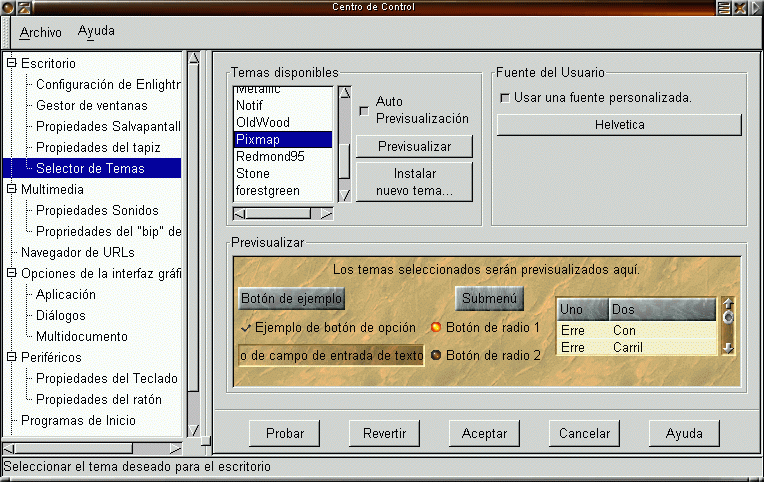 Centro de Control
Archivo Ayuda
Escritorio
Configuración de Enlightn
Gestor de ventanas
Propiedades Salvapantall
Propiedades del tapiz
Selector de Temas
Multimedia
Propiedades Sonidos
Propriedades del "bip" de
Navegador de URLs
Opciones de la interfaz gráfi
Aplicación
Diálogos
Multidocumento
Periféricos
Propiedades del Teclado
Propiedades del ratón
Programas de Inicio
Temas disponibles
Metallic
Notif
OldWood
Pixmap
Redmond95
Stone
forestgreen
Auto
Previsualización
Previsualizar
Instalar
nuevo tema...
Fuente del Usuario
Usar una fuente personalizada.
Helvetica
Previsualizar
Los temas seleccionados serán previsualizados aquí.
Botón de ejemplo
Submenú
Ejemplo de botón de opción
Botón de radio 1
o de campo de entrada de texto
Botón de radio 2
Uno Dos
Erre Con
Erre Carril
Probar Revertir Aceptar Cancelar Ayuda
Seleccionar el tema deseado para el escritorio